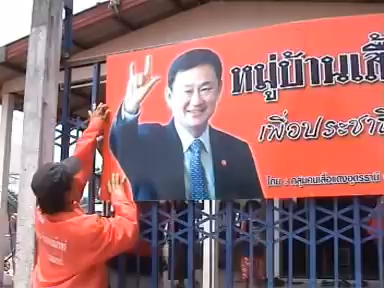 หมู่บ้านเสื้
เพื่อประชาธิ
โดย : กลุ่มคนเสื้อแดงอุดรธานี